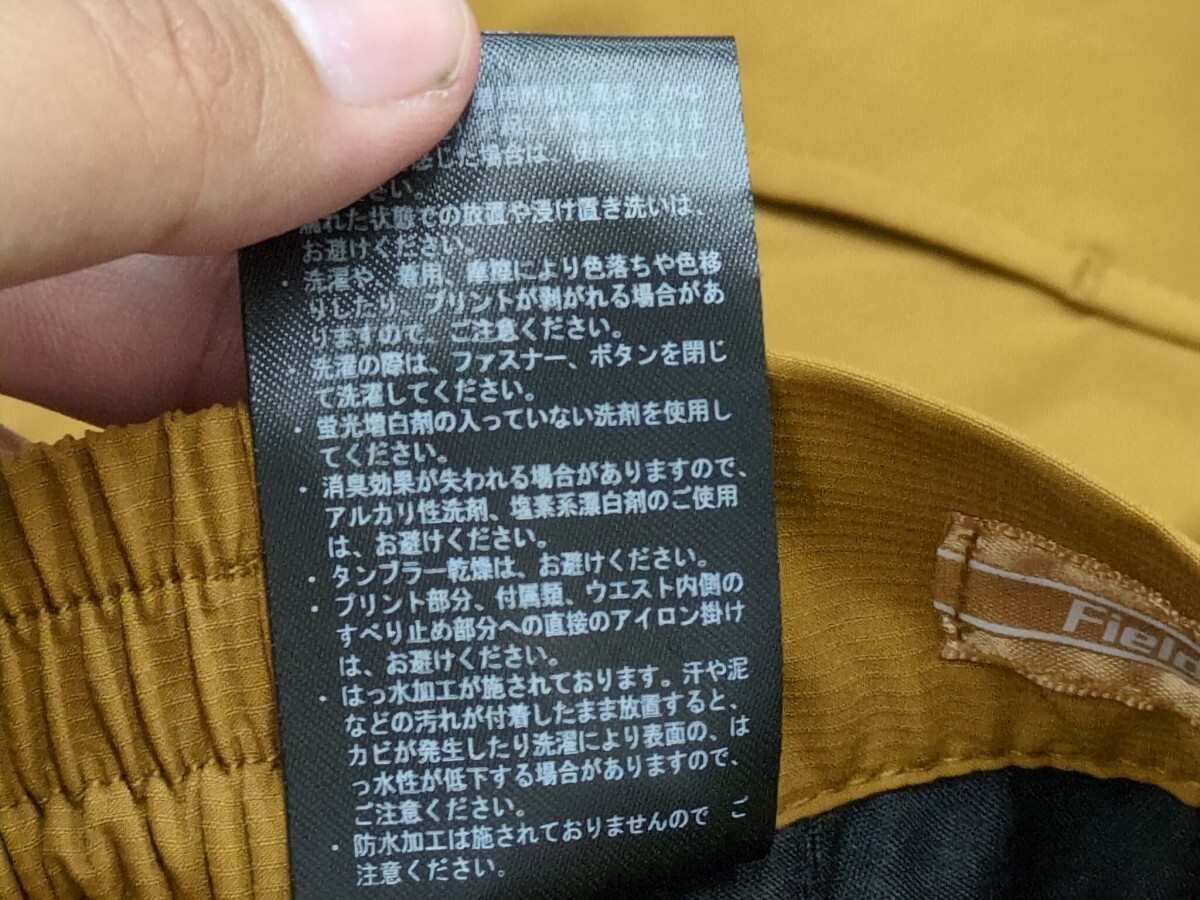 じた場合は、
さい。
濡れた状態での放置や浸け置き洗いは、
お避けください。
・洗濯や、着用、摩擦により色落ちや色移
りしたり、プリントが剥がれる場合があ
りますので、ご注意ください。
・洗濯の際は、ファスナー、ボタンを閉じ
て洗濯してください。
・蛍光増白剤の入っていない洗剤を使用し
てください。
・消臭効果が失われる場合がありますので、
アルカリ性洗剤、塩素系漂白剤のご使用
は、お避けください。
・タンブラー乾燥は、お避けください。
・プリント部分、付属類、ウエスト内側の
すべり止め部分への直接のアイロン掛け
は、お避けください。
・はっ水加工が施されております。汗や泥
などの汚れが付着したまま放置すると、
カビが発生したり洗濯により表面の、は
っ水性が低下する場合がありますので、
ご注意ください。
・防水加工は施されておりませんので　ご
注意ください。
Field